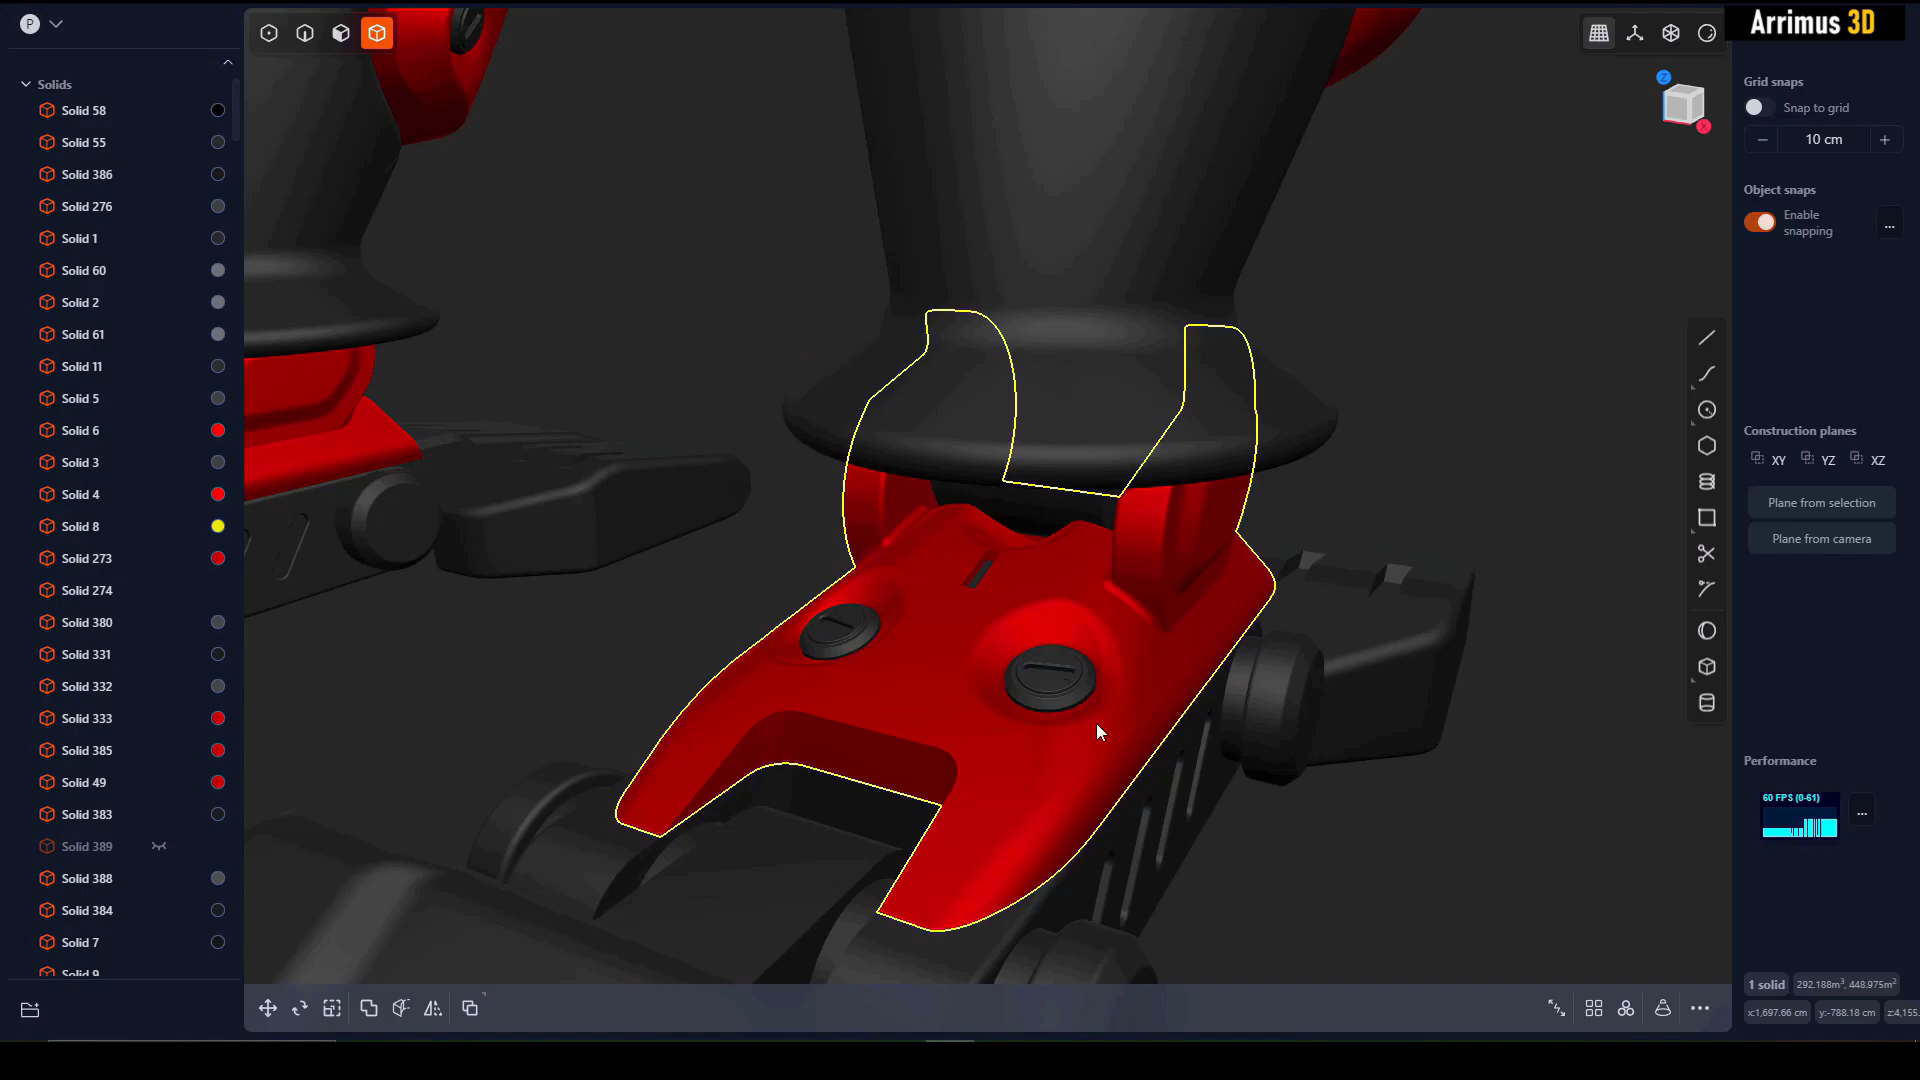 P
Solids
Solid 58
Solid 55
Solid 386
Solid 276
Solid 1
Solid 60
Solid 2
Solid 61
Solid 11
Solid 5
Solid 6
Solid 3
Solid 4
Solid 8
Solid 273
Solid 274
Solid 380
Solid 331
Solid 332
Solid 333
Solid 385
Solid 49
Solid 383
Solid 389
Solid 388
Solid 384
Solid 7
Solid 9
Arrimus 3D
Z
X
Grid snaps
Snap to grid
− 10 cm +
Object snaps
Enable snapping
...
Construction planes
XY YZ XZ
Plane from selection
Plane from camera
Performance
60 FPS (0-61)
...
1 solid 292.188m³, 448.975m²
x:1,697.66 cm y:-788.18 cm z:4,155.